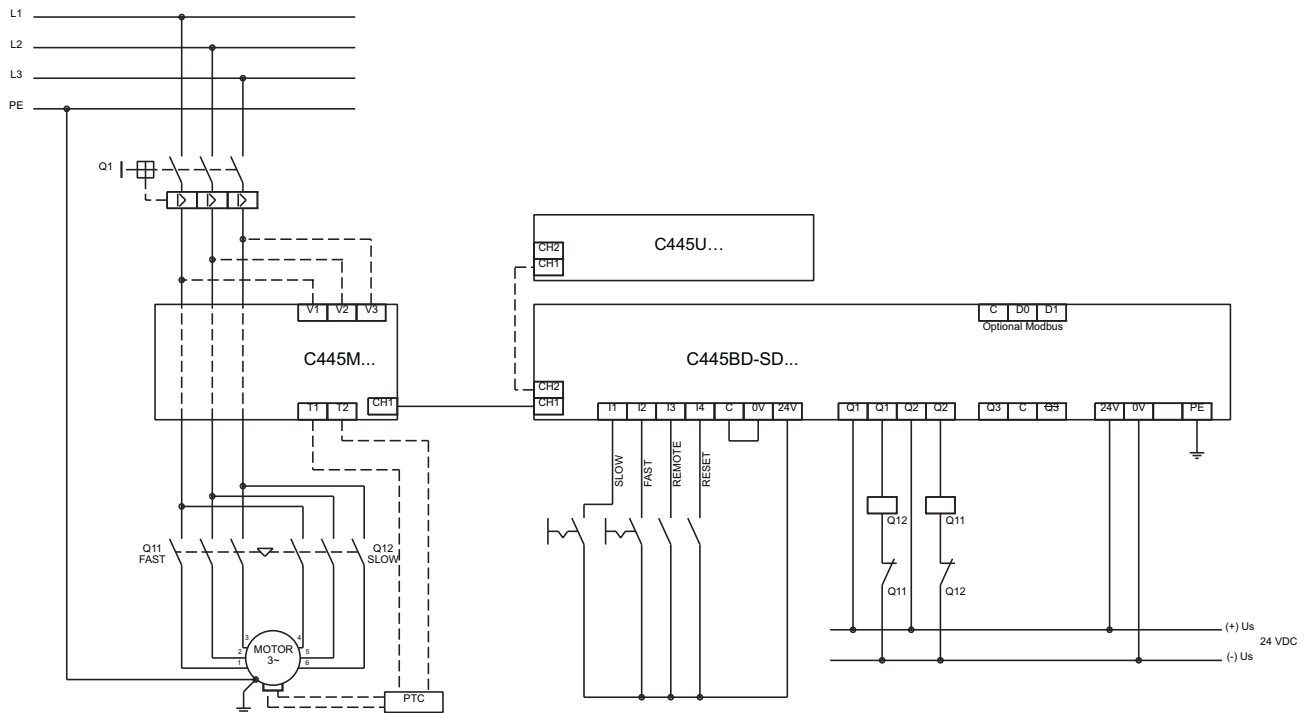 L1
L2
L3
PE
Q1
C445U...
CH2
CH1
V1 V2 V3
C D0 D1
Optional Modbus
C445M...
C445BD-SD...
CH2
CH1
T1 T2 CH1
I1 I2 I3 I4 C 0V 24V
Q1 Q1 Q2 Q2
Q3 C Q3
24V 0V PE
SLOW
FAST
REMOTE
RESET
Q12
Q11
Q11
FAST
Q12
SLOW
Q11
Q12
(+) Us
24 VDC
(-) Us
MOTOR
3~
3
2
1
4
5
6
PTC